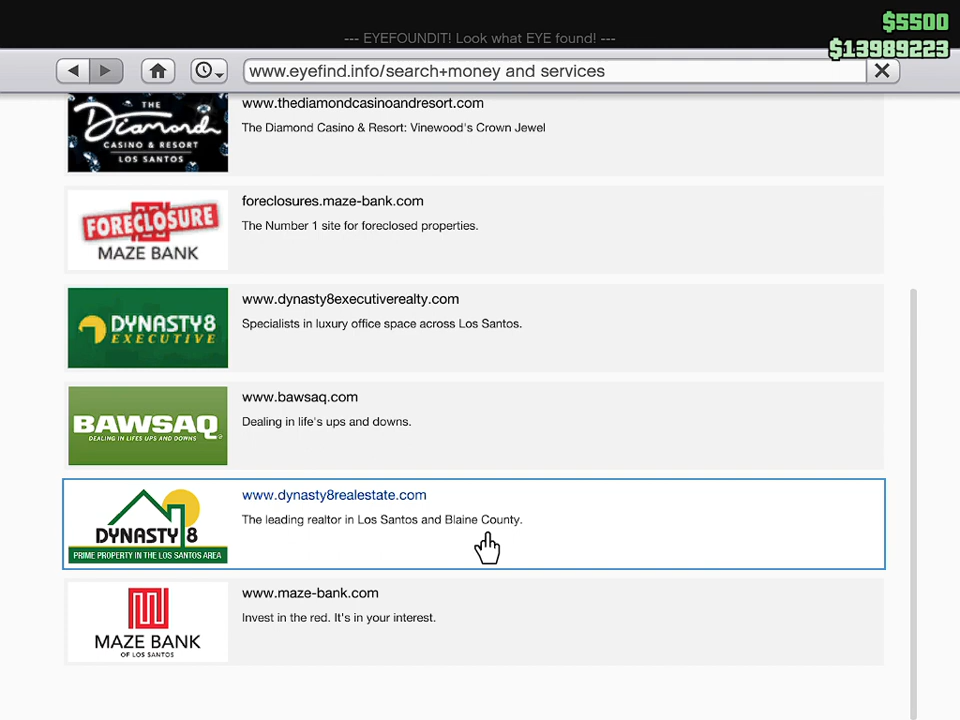 $5500
--- EYEFOUNDIT! Look what EYE found! ---
$13989223
www.eyefind.info/search+money and services
THE
Diamond
CASINO & RESORT
LOS SANTOS
www.thediamondcasinoandresort.com
The Diamond Casino & Resort: Vinewood's Crown Jewel
FORECLOSURE
MAZE BANK
foreclosures.maze-bank.com
The Number 1 site for foreclosed properties.
DYNASTY8
EXECUTIVE
www.dynasty8executiverealty.com
Specialists in luxury office space across Los Santos.
BAWSAQ
DEALING IN LIFES UPS AND DOWNS
www.bawsaq.com
Dealing in life's ups and downs.
DYNASTY 8
PRIME PROPERTY IN THE LOS SANTOS AREA
www.dynasty8realestate.com
The leading realtor in Los Santos and Blaine County.
MAZE BANK
OF LOS SANTOS
www.maze-bank.com
Invest in the red. It's in your interest.